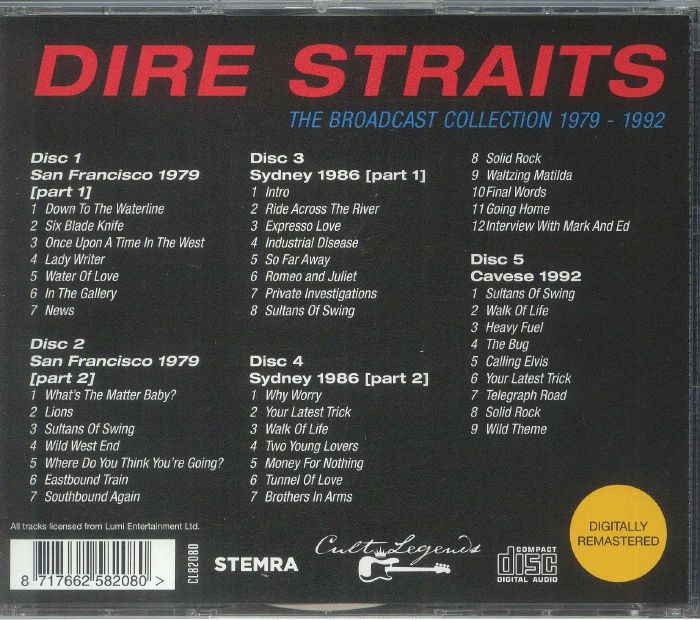 DIRE STRAITS
THE BROADCAST COLLECTION 1979 - 1992
Disc 1
San Francisco 1979
[part 1]
1 Down To The Waterline
2 Six Blade Knife
3 Once Upon A Time In The West
4 Lady Writer
5 Water Of Love
6 In The Gallery
7 News
Disc 2
San Francisco 1979
[part 2]
1 What's The Matter Baby?
2 Lions
3 Sultans Of Swing
4 Wild West End
5 Where Do You Think You're Going?
6 Eastbound Train
7 Southbound Again
Disc 3
Sydney 1986 [part 1]
1 Intro
2 Ride Across The River
3 Expresso Love
4 Industrial Disease
5 So Far Away
6 Romeo and Juliet
7 Private Investigations
8 Sultans Of Swing
Disc 4
Sydney 1986 [part 2]
1 Why Worry
2 Your Latest Trick
3 Walk Of Life
4 Two Young Lovers
5 Money For Nothing
6 Tunnel Of Love
7 Brothers In Arms
8 Solid Rock
9 Waltzing Matilda
10 Final Words
11 Going Home
12 Interview With Mark And Ed
Disc 5
Cavese 1992
1 Sultans Of Swing
2 Walk Of Life
3 Heavy Fuel
4 The Bug
5 Calling Elvis
6 Your Latest Trick
7 Telegraph Road
8 Solid Rock
9 Wild Theme
DIGITALLY
REMASTERED
All tracks licensed from Lumi Entertainment Ltd.
8 717662 582080 >
CL82080
STEMRA
Cult Legends
COMPACT
disc
DIGITAL AUDIO